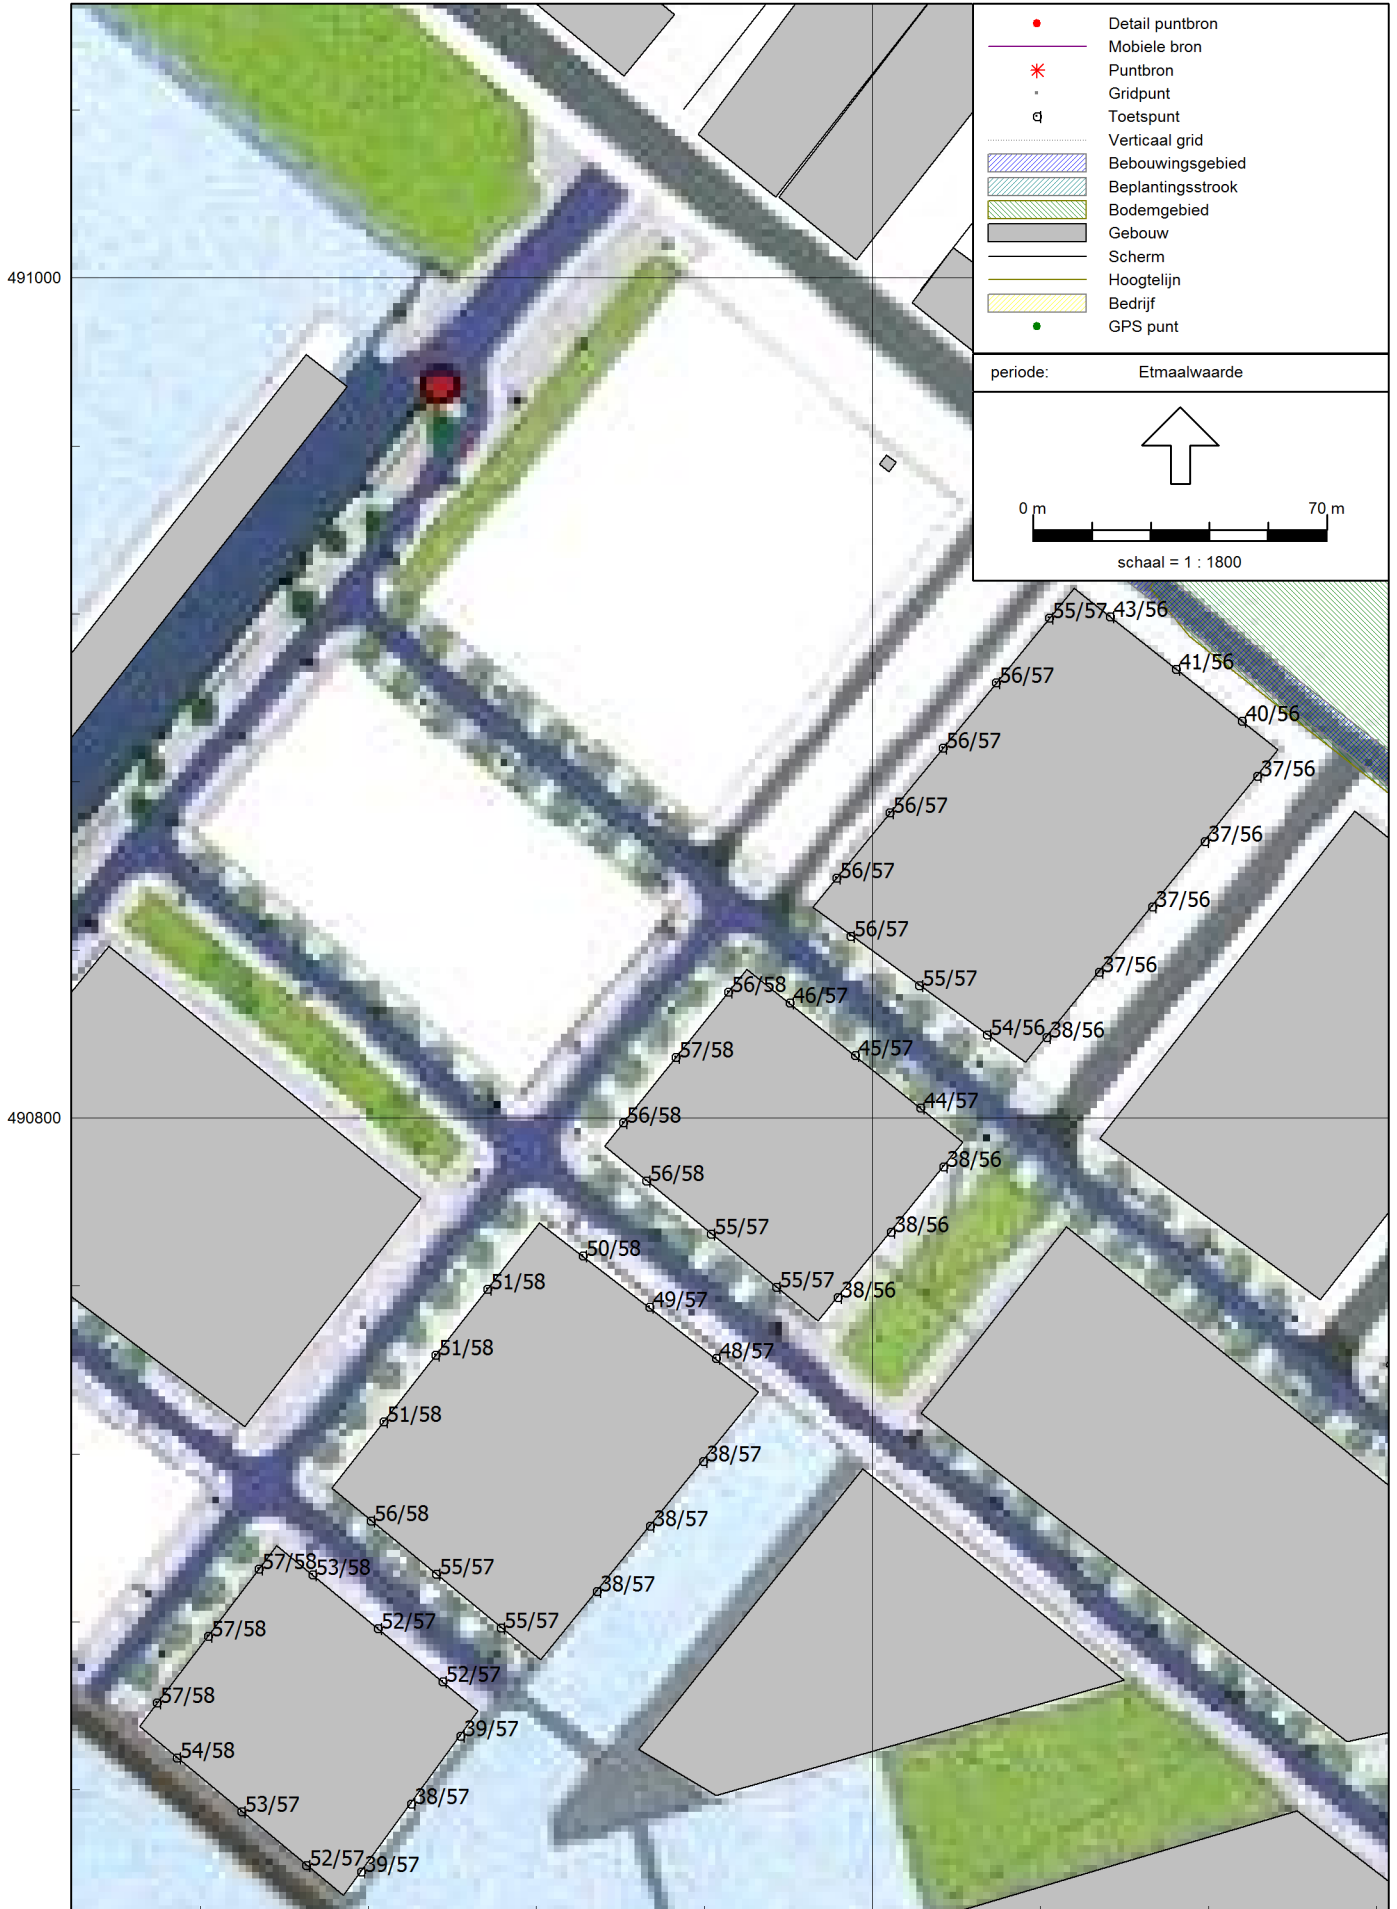 Detail puntbron
Mobiele bron
Puntbron
Gridpunt
Toetspunt
Verticaal grid
Bebouwingsgebied
Beplantingsstrook
Bodemgebied
Gebouw
Scherm
Hoogtelijn
Bedrijf
GPS punt
periode: Etmaalwaarde
0 m 70 m
schaal = 1 : 1800
491000
490800
55/57 43/56
41/56
56/57
40/56
56/57
37/56
56/57
37/56
56/57
37/56
56/57
37/56
55/57
54/56 38/56
56/58 46/57
57/58 45/57
56/58 44/57
38/56
56/58
55/57 38/56
55/57 38/56
50/58
51/58
49/57
51/58 48/57
51/58
38/57
56/58 38/57
55/57
38/57
55/57
57/58 53/58
57/58 52/57
52/57
57/58
39/57
54/58
53/57 38/57
52/57 39/57